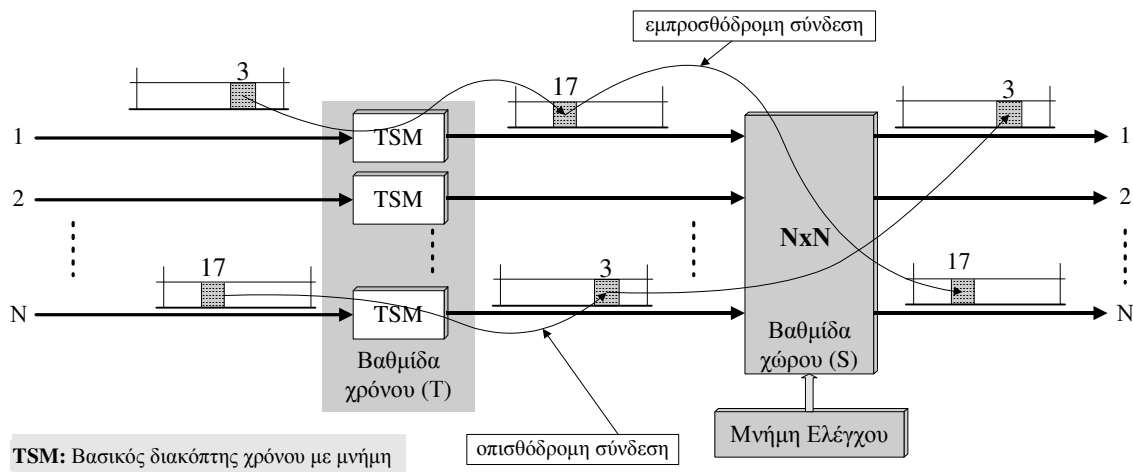 εμπροσθόδρομη σύνδεση
3
17
3
1
TSM
1
2
TSM
2
NxN
17
3
17
N
TSM
N
Βαθμίδα
χρόνου (T)
Βαθμίδα
χώρου (S)
οπισθόδρομη σύνδεση
Μνήμη Ελέγχου
TSM: Βασικός διακόπτης χρόνου με μνήμη